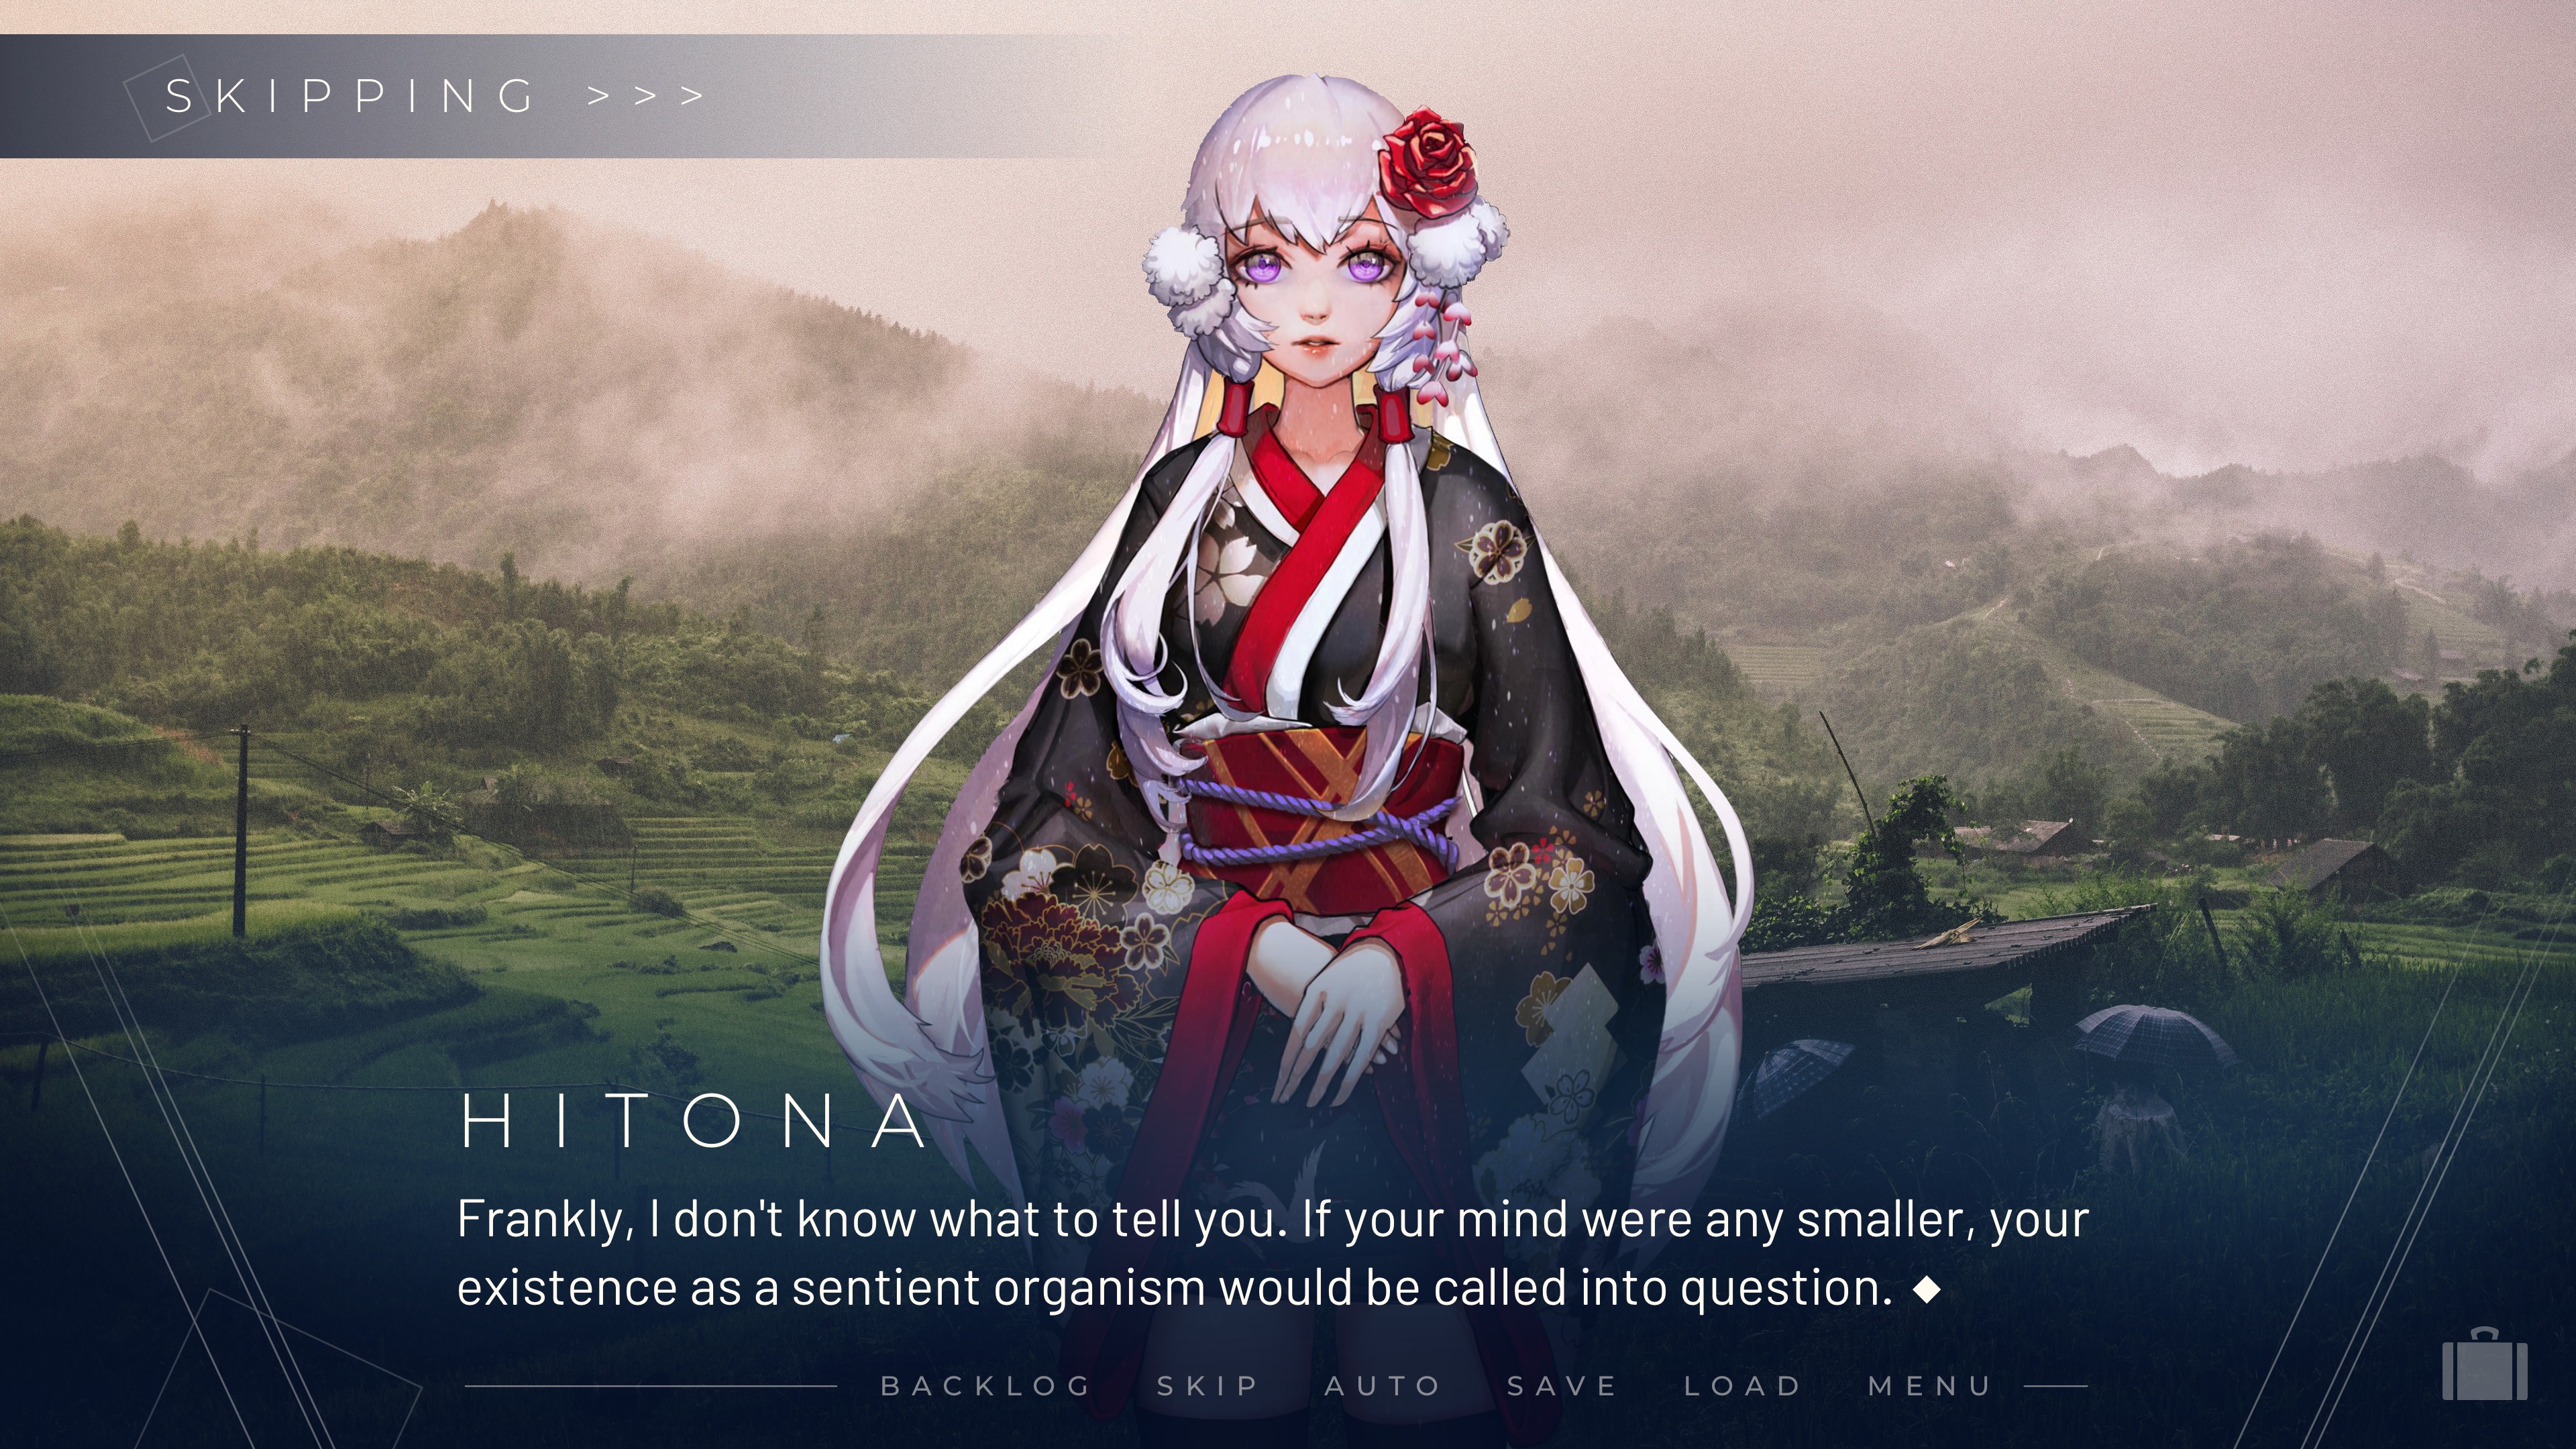 SKIPPING >>>
HITONA
Frankly, I don't know what to tell you. If your mind were any smaller, your
existence as a sentient organism would be called into question. ◆
BACKLOG SKIP AUTO SAVE LOAD MENU